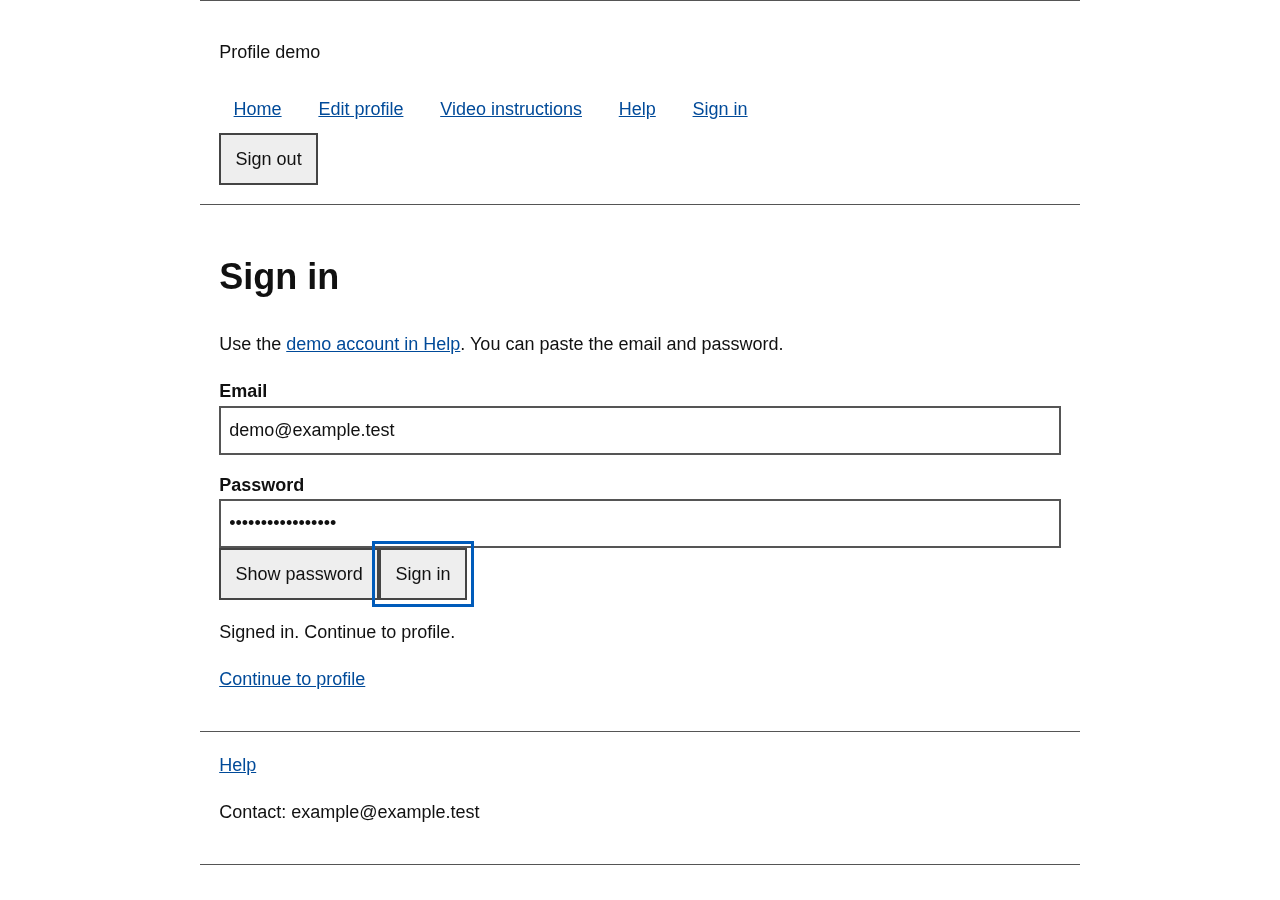 Profile demo
Home Edit profile Video instructions Help Sign in
Sign out
Sign in
Use the demo account in Help. You can paste the email and password.
Email
demo@example.test
Password
•••••••••••••••••
Show password Sign in
Signed in. Continue to profile.
Continue to profile
Help
Contact: example@example.test